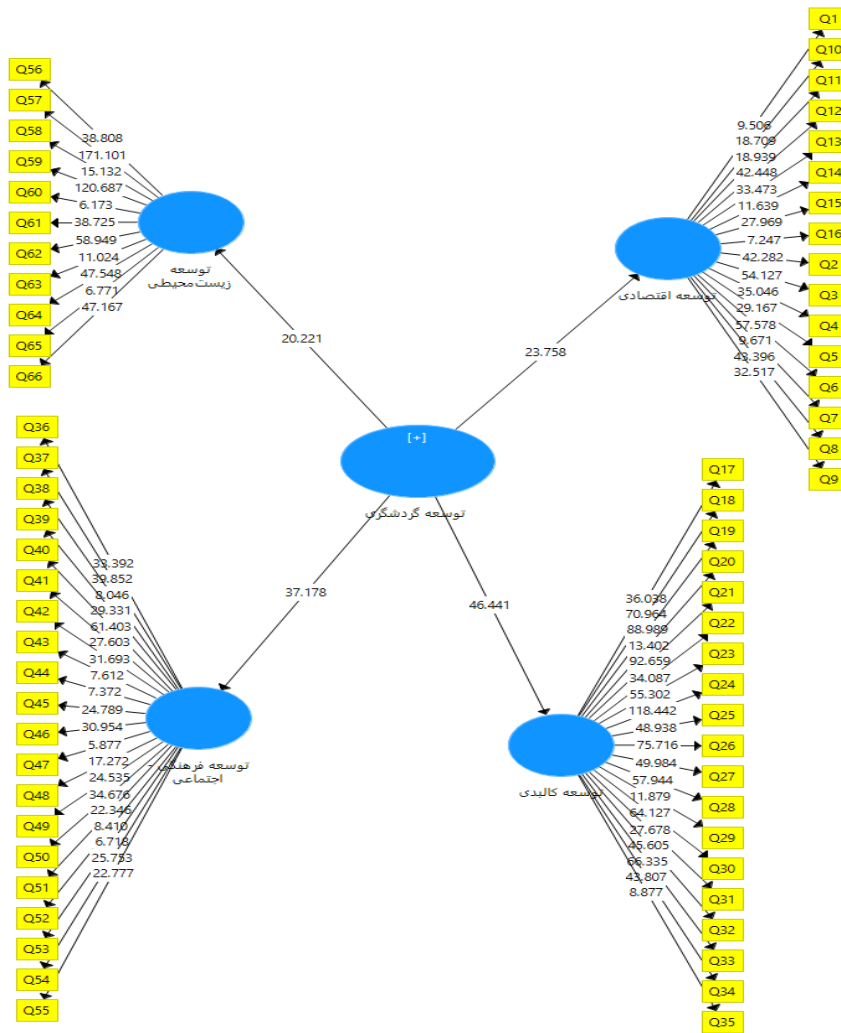 Q56
Q57
Q58
Q59
Q60
Q61
Q62
Q63
Q64
Q65
Q66
38.808
171.101
15.132
120.687
6.173
38.725
58.949
11.024
47.548
6.771
47.167
توسعه
زیست‌محیطی
Q1
Q10
Q11
Q12
Q13
Q14
Q15
Q16
Q2
Q3
Q4
Q5
Q6
Q7
Q8
Q9
9.506
18.709
18.939
42.448
33.473
11.639
27.969
7.247
42.282
54.127
35.046
29.167
57.578
9.671
43.396
32.517
توسعه اقتصادی
20.221
23.758
[+]
توسعه گردشگری
37.178
46.441
Q36
Q37
Q38
Q39
Q40
Q41
Q42
Q43
Q44
Q45
Q46
Q47
Q48
Q49
Q50
Q51
Q52
Q53
Q54
Q55
33.392
39.852
8.046
29.331
61.403
27.603
31.693
7.612
7.372
24.789
30.954
5.877
17.272
24.535
34.676
22.346
8.410
6.718
25.753
22.777
توسعه فرهنگی -
اجتماعی
Q17
Q18
Q19
Q20
Q21
Q22
Q23
Q24
Q25
Q26
Q27
Q28
Q29
Q30
Q31
Q32
Q33
Q34
Q35
36.038
70.964
88.989
13.402
92.659
34.087
55.302
118.442
48.938
75.716
49.984
57.944
11.879
64.127
27.678
45.605
66.335
43.807
8.877
توسعه کالبدی